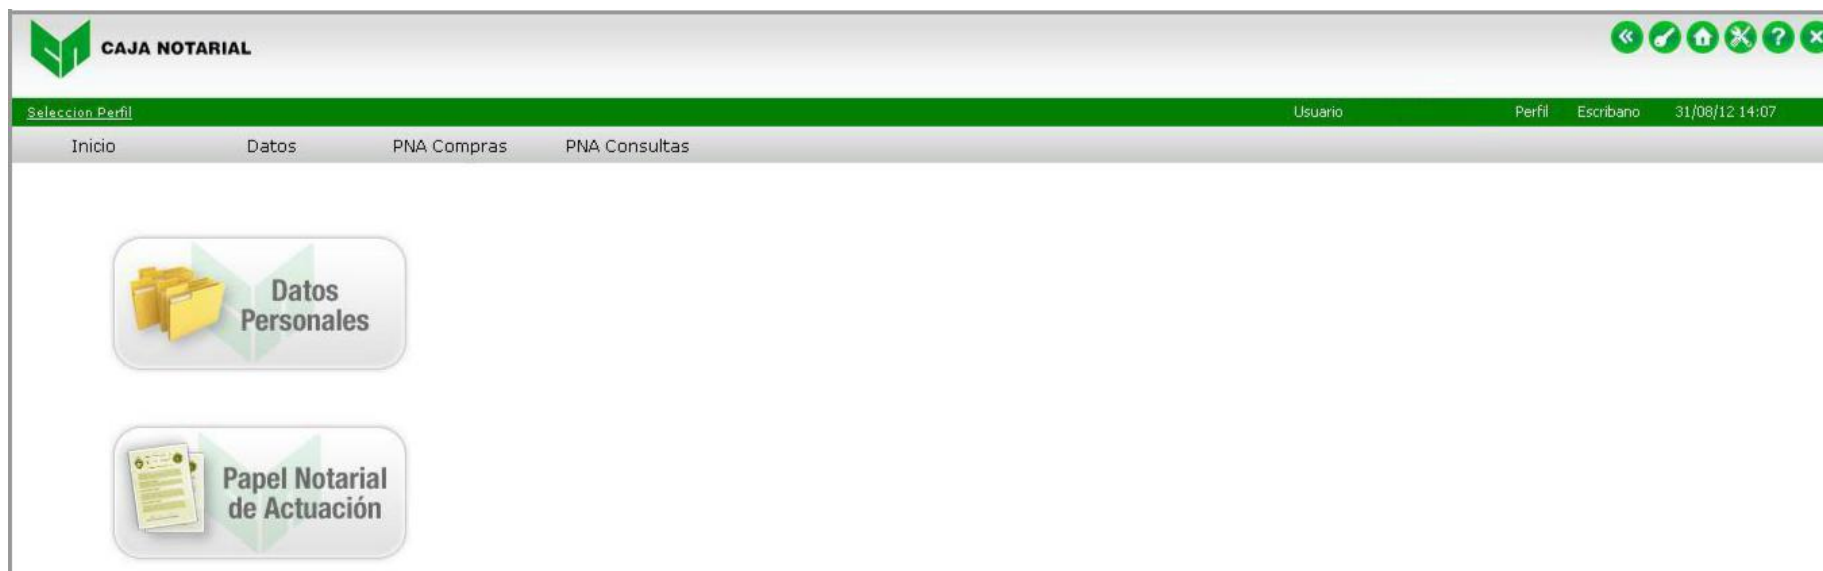 CAJA NOTARIAL
Seleccion Perfil Usuario Perfil Escribano 31/08/12 14:07
Inicio Datos PNA Compras PNA Consultas
Datos
Personales
Papel Notarial
de Actuación